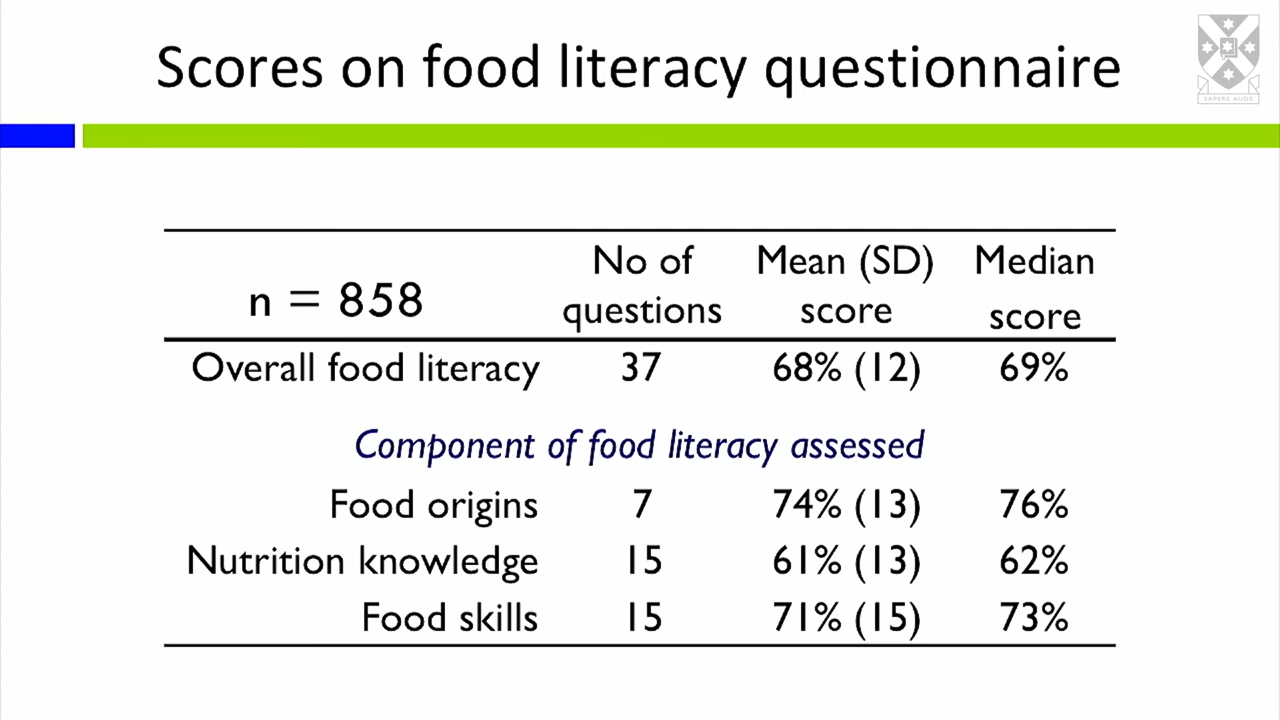 Scores on food literacy questionnaire
SAPERE AUDE
n = 858
No of questions
Mean (SD) score
Median score
Overall food literacy 37 68% (12) 69%
Component of food literacy assessed
Food origins 7 74% (13) 76%
Nutrition knowledge 15 61% (13) 62%
Food skills 15 71% (15) 73%